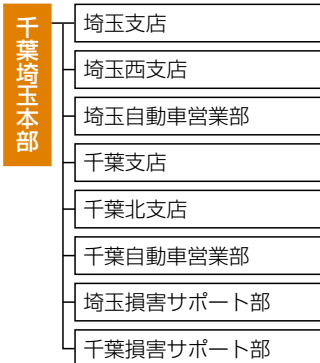 千葉埼玉本部
埼玉支店
埼玉西支店
埼玉自動車営業部
千葉支店
千葉北支店
千葉自動車営業部
埼玉損害サポート部
千葉損害サポート部